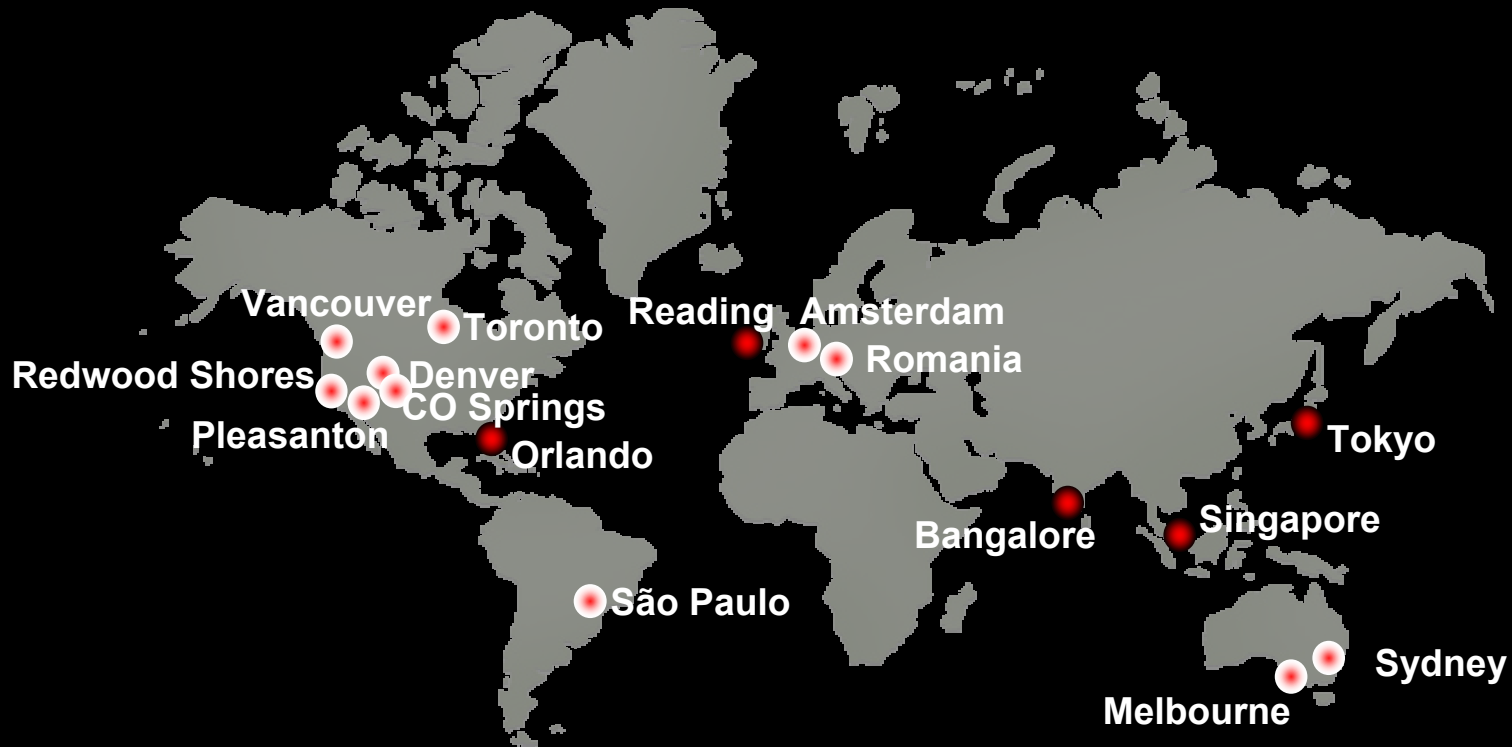 Vancouver
Toronto
Reading
Amsterdam
Romania
Redwood Shores
Denver
CO Springs
Pleasanton
Orlando
Tokyo
Bangalore
Singapore
São Paulo
Sydney
Melbourne